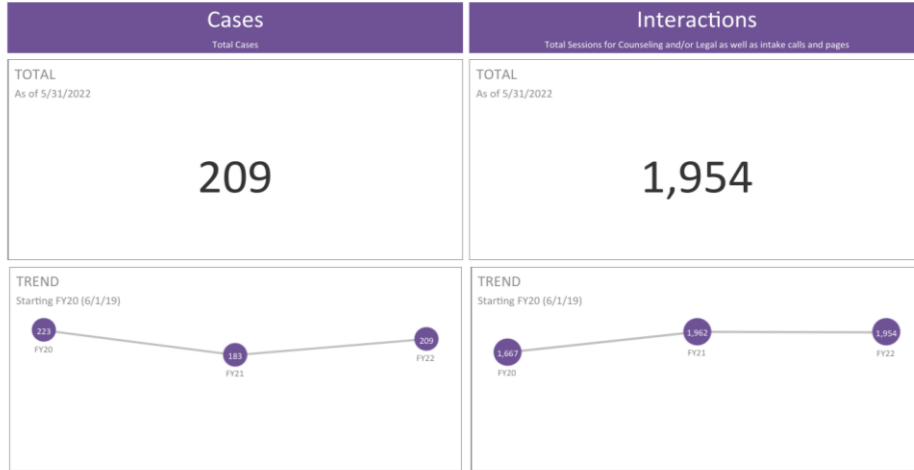 Cases
Total Cases
TOTAL
As of 5/31/2022
209
TREND
Starting FY20 (6/1/19)
223
FY20
183
FY21
209
FY22
Interactions
Total Sessions for Counseling and/or Legal as well as intake calls and pages
TOTAL
As of 5/31/2022
1,954
TREND
Starting FY20 (6/1/19)
1,667
FY20
1,962
FY21
1,954
FY22